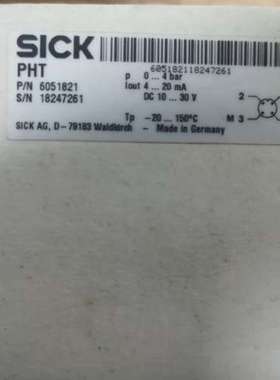 SICK
605182118247261
PHT
p 0 ... 4 bar
P/N 6051821
Iout 4 ... 20 mA
S/N 18247261
DC 10 ... 30 V
2
Tp -20 ... 150°C
M 3
SICK AG, D-79183 Waldkirch - Made in Germany